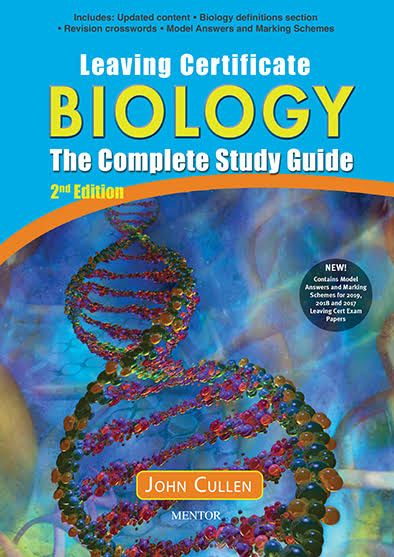 Includes: Updated content • Biology definitions section
• Revision crosswords • Model Answers and Marking Schemes
Leaving Certificate
BIOLOGY
The Complete Study Guide
2nd Edition
NEW!
Contains Model
Answers and Marking
Schemes for 2019,
2018 and 2017
Leaving Cert Exam
Papers
JOHN CULLEN
MENTOR